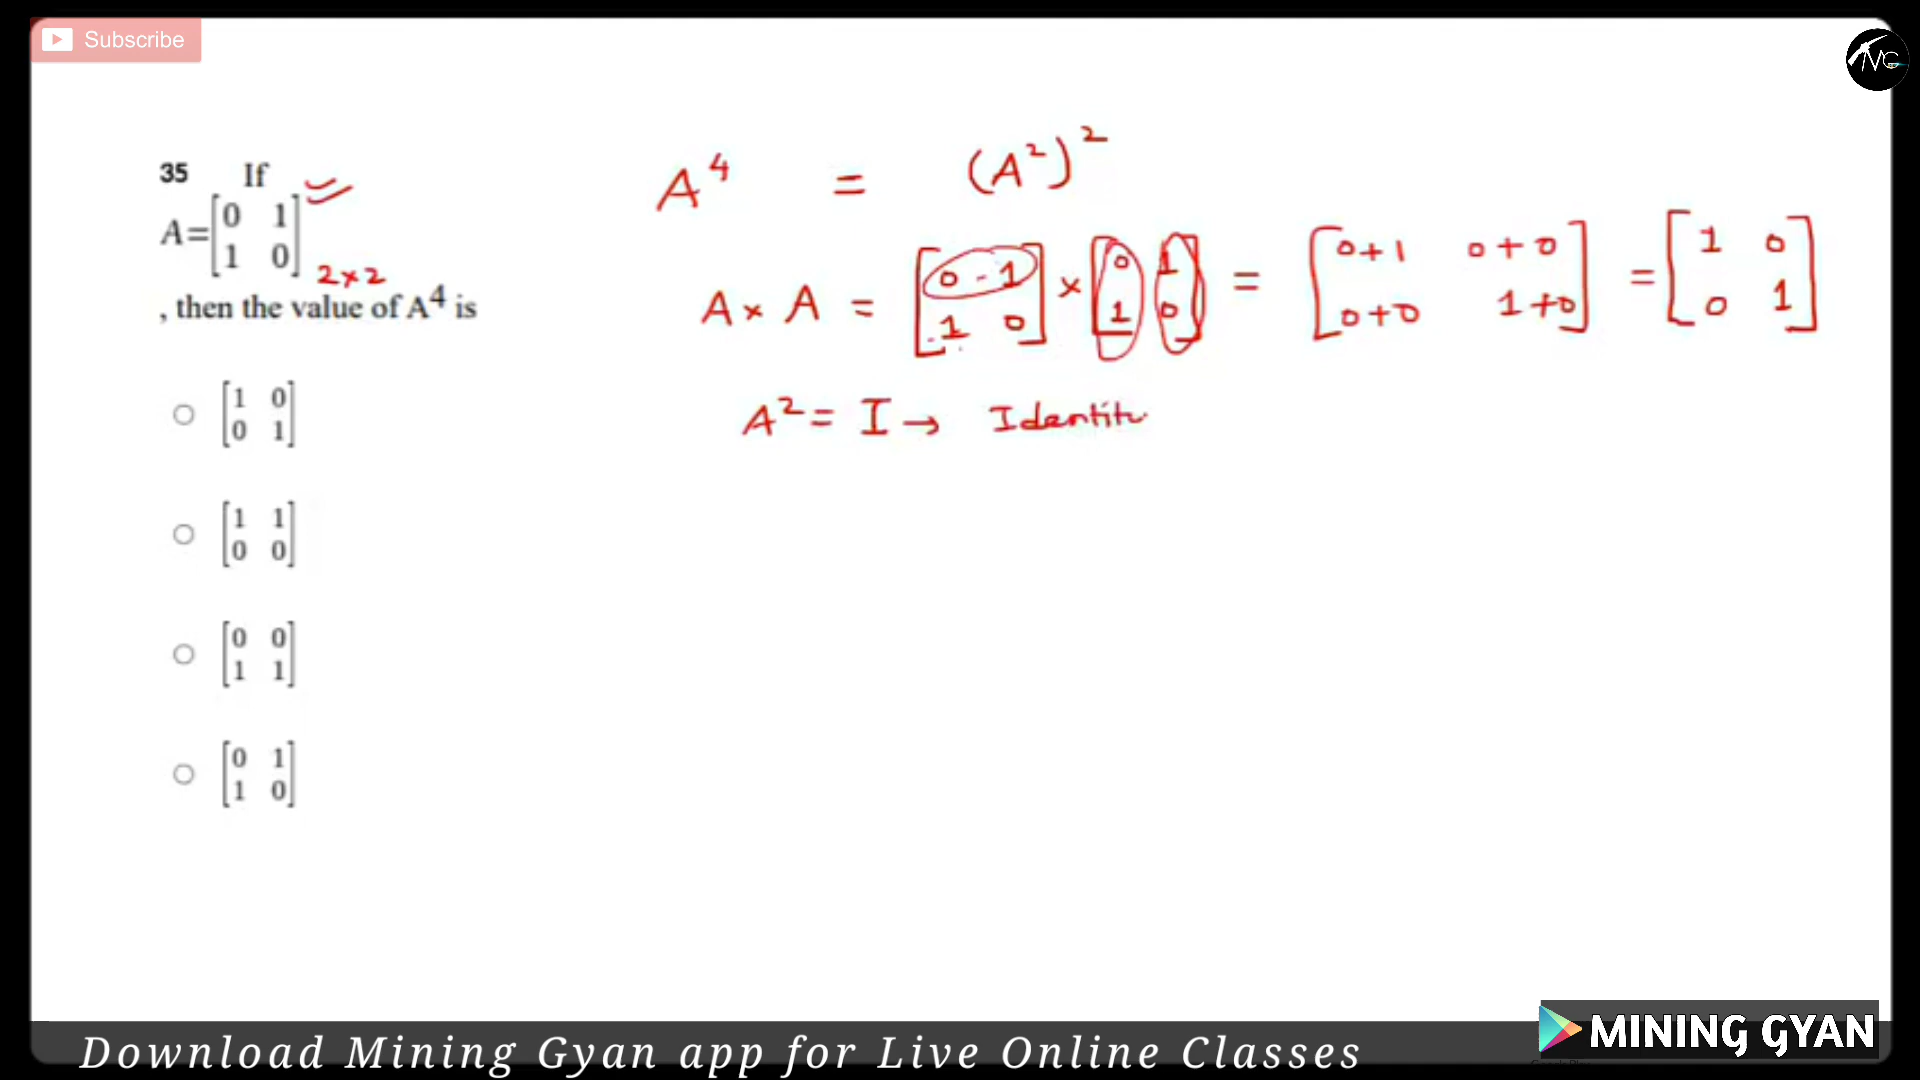 Subscribe
NG
35 If
A=[0 1
1 0]
2×2
, then the value of A⁴ is
[1 0
0 1]
[1 1
0 0]
[0 0
1 1]
[0 1
1 0]
A⁴ = (A²)²
A × A = [0 - 1
1 0] × [0 1
1 0] = [0+1 0+0
0+0 1+0] = [1 0
0 1]
A² = I → Identity
Download Mining Gyan app for Live Online Classes
MINING GYAN